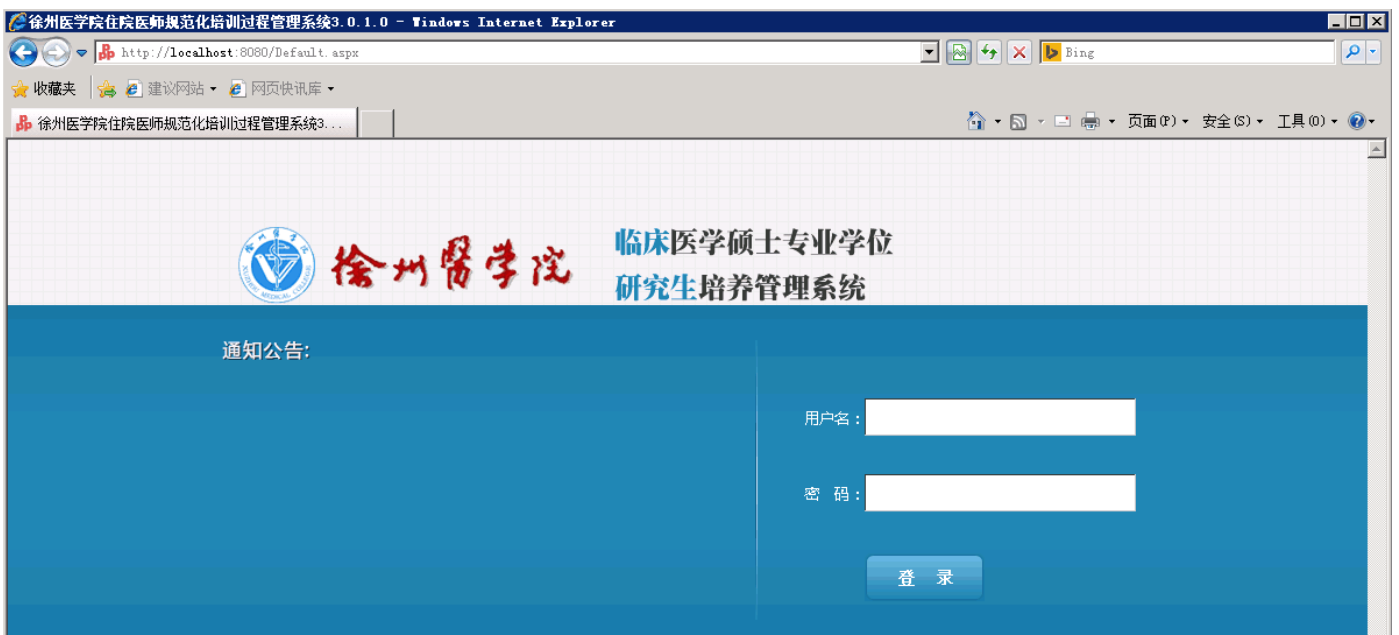 徐州医学院住院医师规范化培训过程管理系统3.0.1.0 - Windows Internet Explorer
http://localhost:8080/Default.aspx
Bing
收藏夹 建议网站 网页快讯库
徐州医学院住院医师规范化培训过程管理系统3...
页面(P) 安全(S) 工具(O)
徐州醫学院
XUZHOU MEDICAL COLLEGE
临床医学硕士专业学位
研究生培养管理系统
通知公告:
用户名：
密 码：
登 录